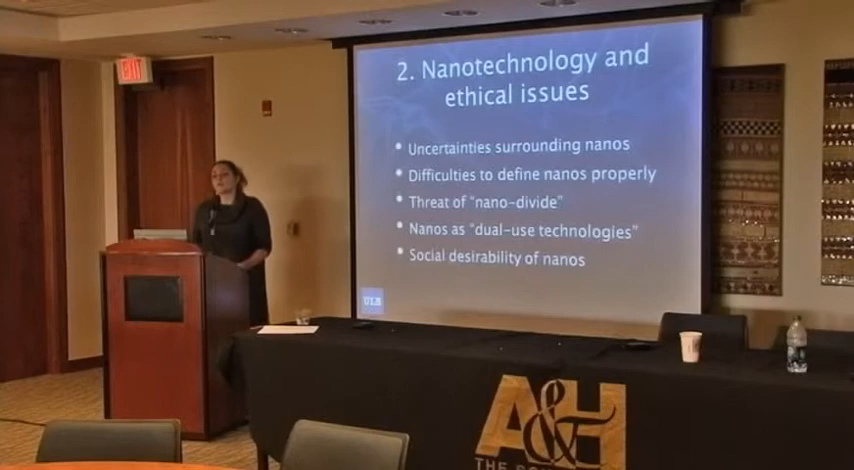 EXIT
2. Nanotechnology and
ethical issues
• Uncertainties surrounding nanos
• Difficulties to define nanos properly
• Threat of "nano-divide"
• Nanos as "dual-use technologies"
• Social desirability of nanos
ULB
A&H
THE